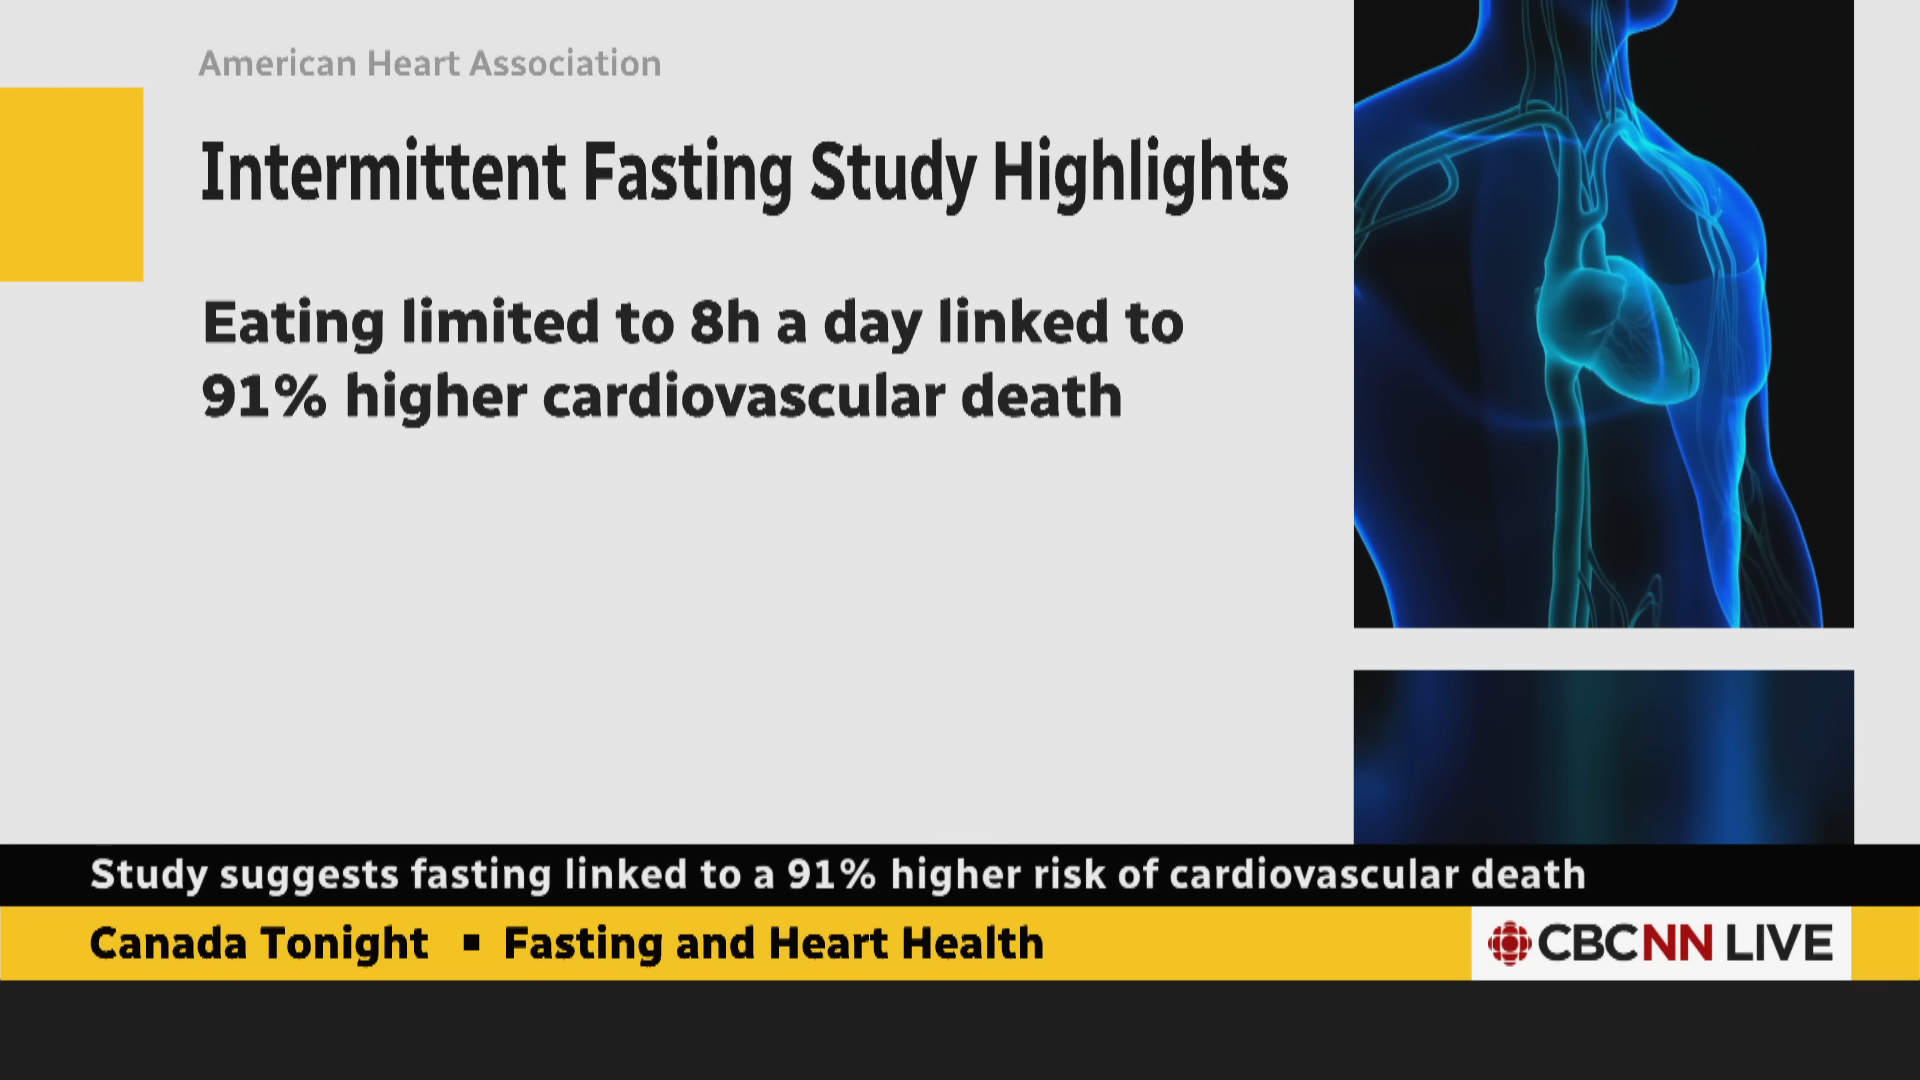 American Heart Association
Intermittent Fasting Study Highlights
Eating limited to 8h a day linked to
91% higher cardiovascular death
Study suggests fasting linked to a 91% higher risk of cardiovascular death
Canada Tonight ▪ Fasting and Heart Health
CBCNN LIVE